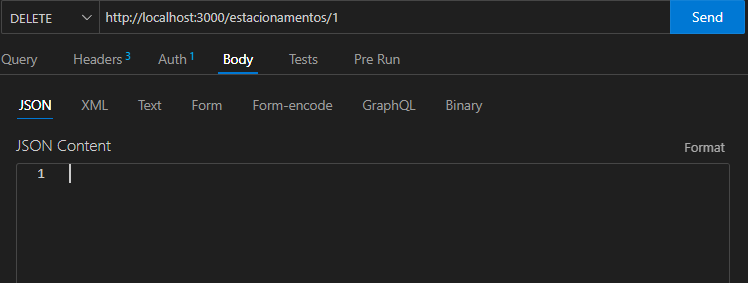 DELETE http://localhost:3000/estacionamentos/1 Send
Query Headers 3 Auth 1 Body Tests Pre Run
JSON XML Text Form Form-encode GraphQL Binary
JSON Content Format
1